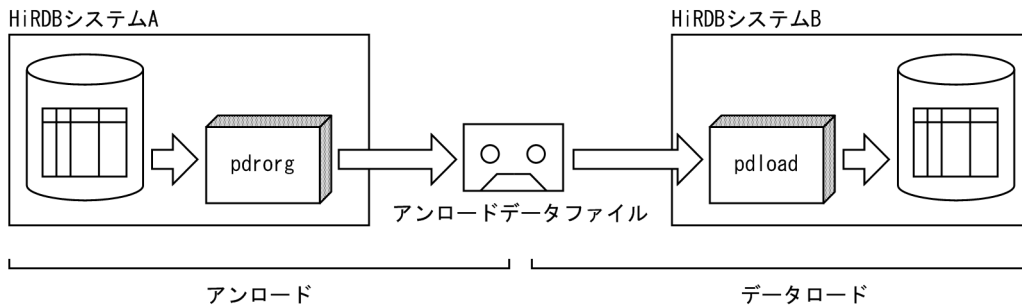 HiRDBシステムA
HiRDBシステムB
pdrorg
pdload
アンロードデータファイル
アンロード
データロード